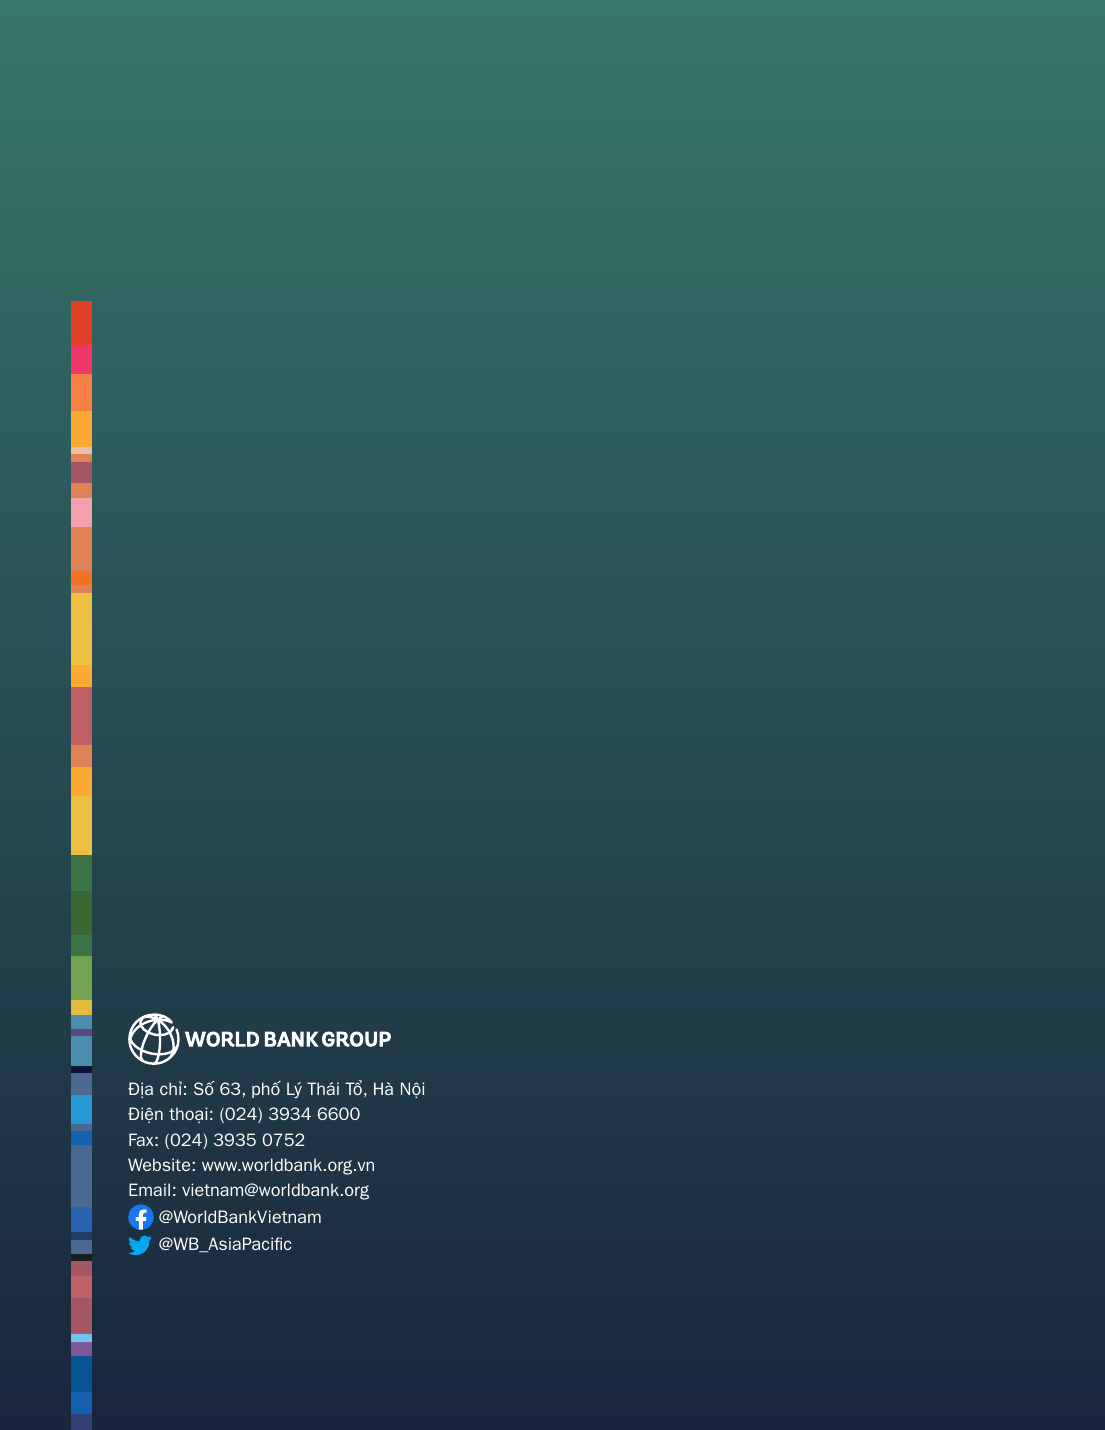 WORLD BANK GROUP
Địa chỉ: Số 63, phố Lý Thái Tổ, Hà Nội
Điện thoại: (024) 3934 6600
Fax: (024) 3935 0752
Website: www.worldbank.org.vn
Email: vietnam@worldbank.org
@WorldBankVietnam
@WB_AsiaPacific